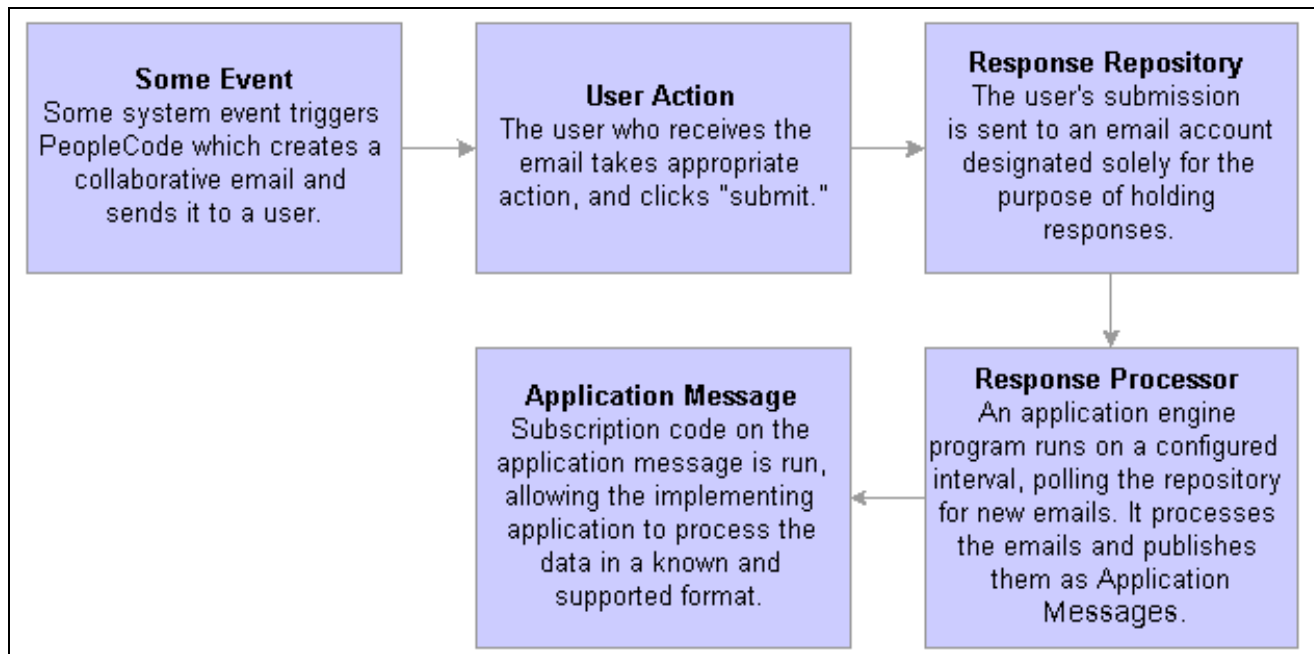 Some Event
Some system event triggers
PeopleCode which creates a
collaborative email and
sends it to a user.
User Action
The user who receives the
email takes appropriate
action, and clicks "submit."
Response Repository
The user's submission
is sent to an email account
designated solely for the
purpose of holding
responses.
Response Processor
An application engine
program runs on a configured
interval, polling the repository
for new emails. It processes
the emails and publishes
them as Application
Messages.
Application Message
Subscription code on the
application message is run,
allowing the implementing
application to process the
data in a known and
supported format.